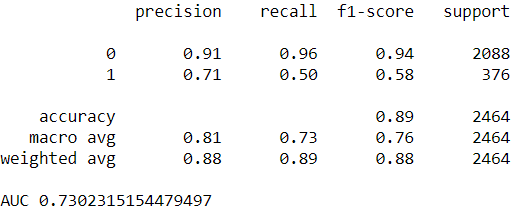 precision recall f1-score support
0 0.91 0.96 0.94 2088
1 0.71 0.50 0.58 376
accuracy 0.89 2464
macro avg 0.81 0.73 0.76 2464
weighted avg 0.88 0.89 0.88 2464
AUC 0.7302315154479497